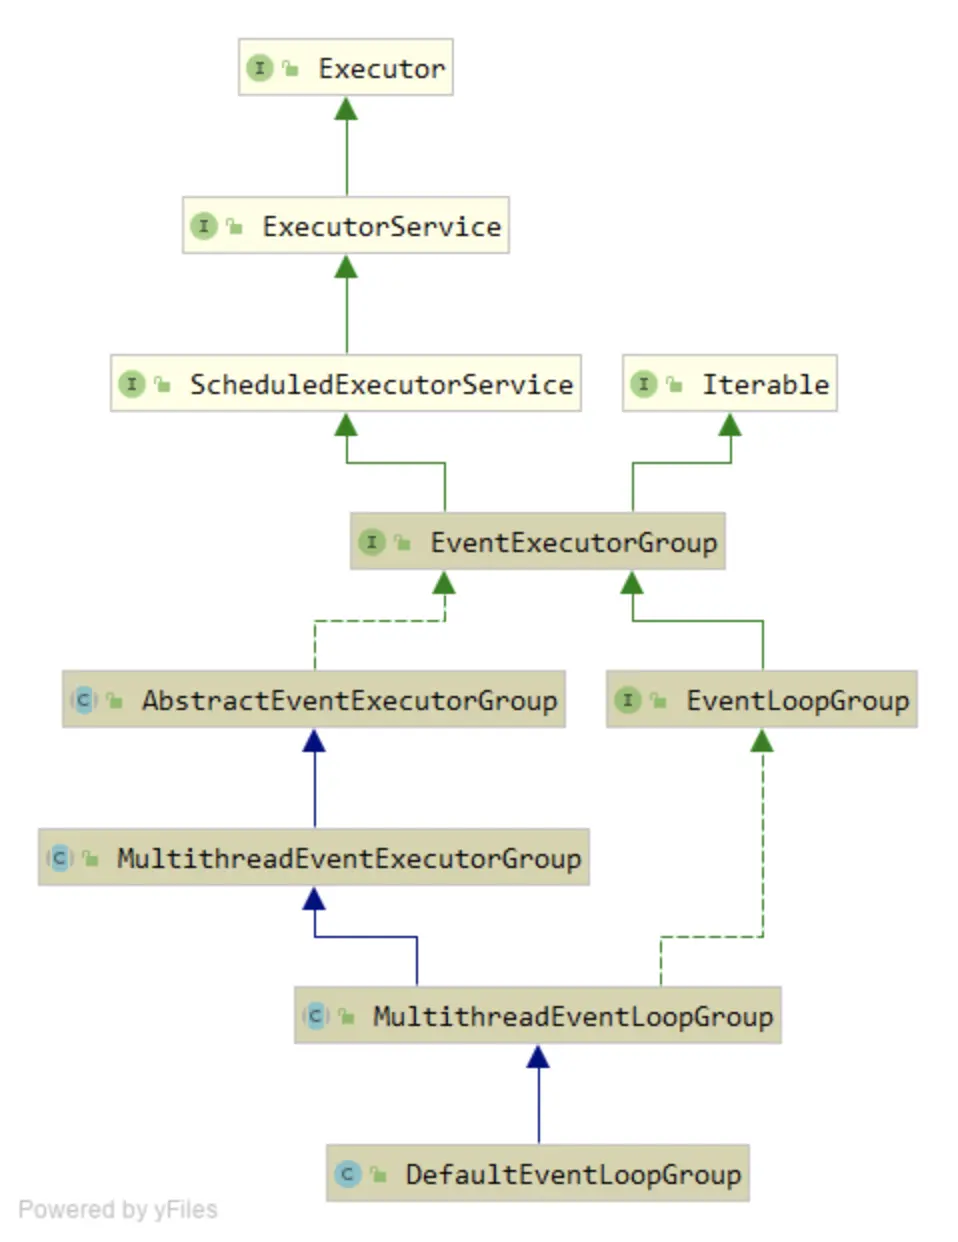 I Executor
I ExecutorService
I ScheduledExecutorService
I Iterable
I EventExecutorGroup
C AbstractEventExecutorGroup
I EventLoopGroup
C MultithreadEventExecutorGroup
C MultithreadEventLoopGroup
C DefaultEventLoopGroup
Powered by yFiles